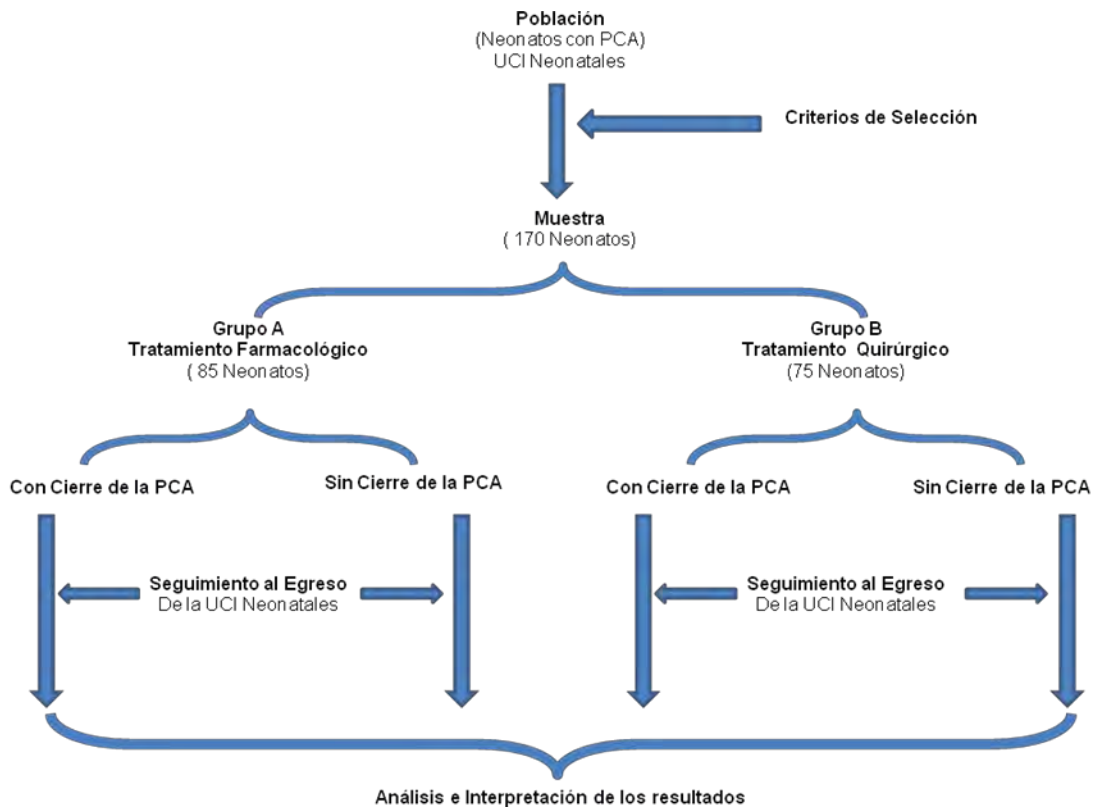 Población
(Neonatos con PCA)
UCI Neonatales
Criterios de Selección
Muestra
( 170 Neonatos)
Grupo A
Tratamiento Farmacológico
( 85 Neonatos)
Grupo B
Tratamiento Quirúrgico
(75 Neonatos)
Con Cierre de la PCA
Sin Cierre de la PCA
Con Cierre de la PCA
Sin Cierre de la PCA
Seguimiento al Egreso
De la UCI Neonatales
Seguimiento al Egreso
De la UCI Neonatales
Análisis e Interpretación de los resultados